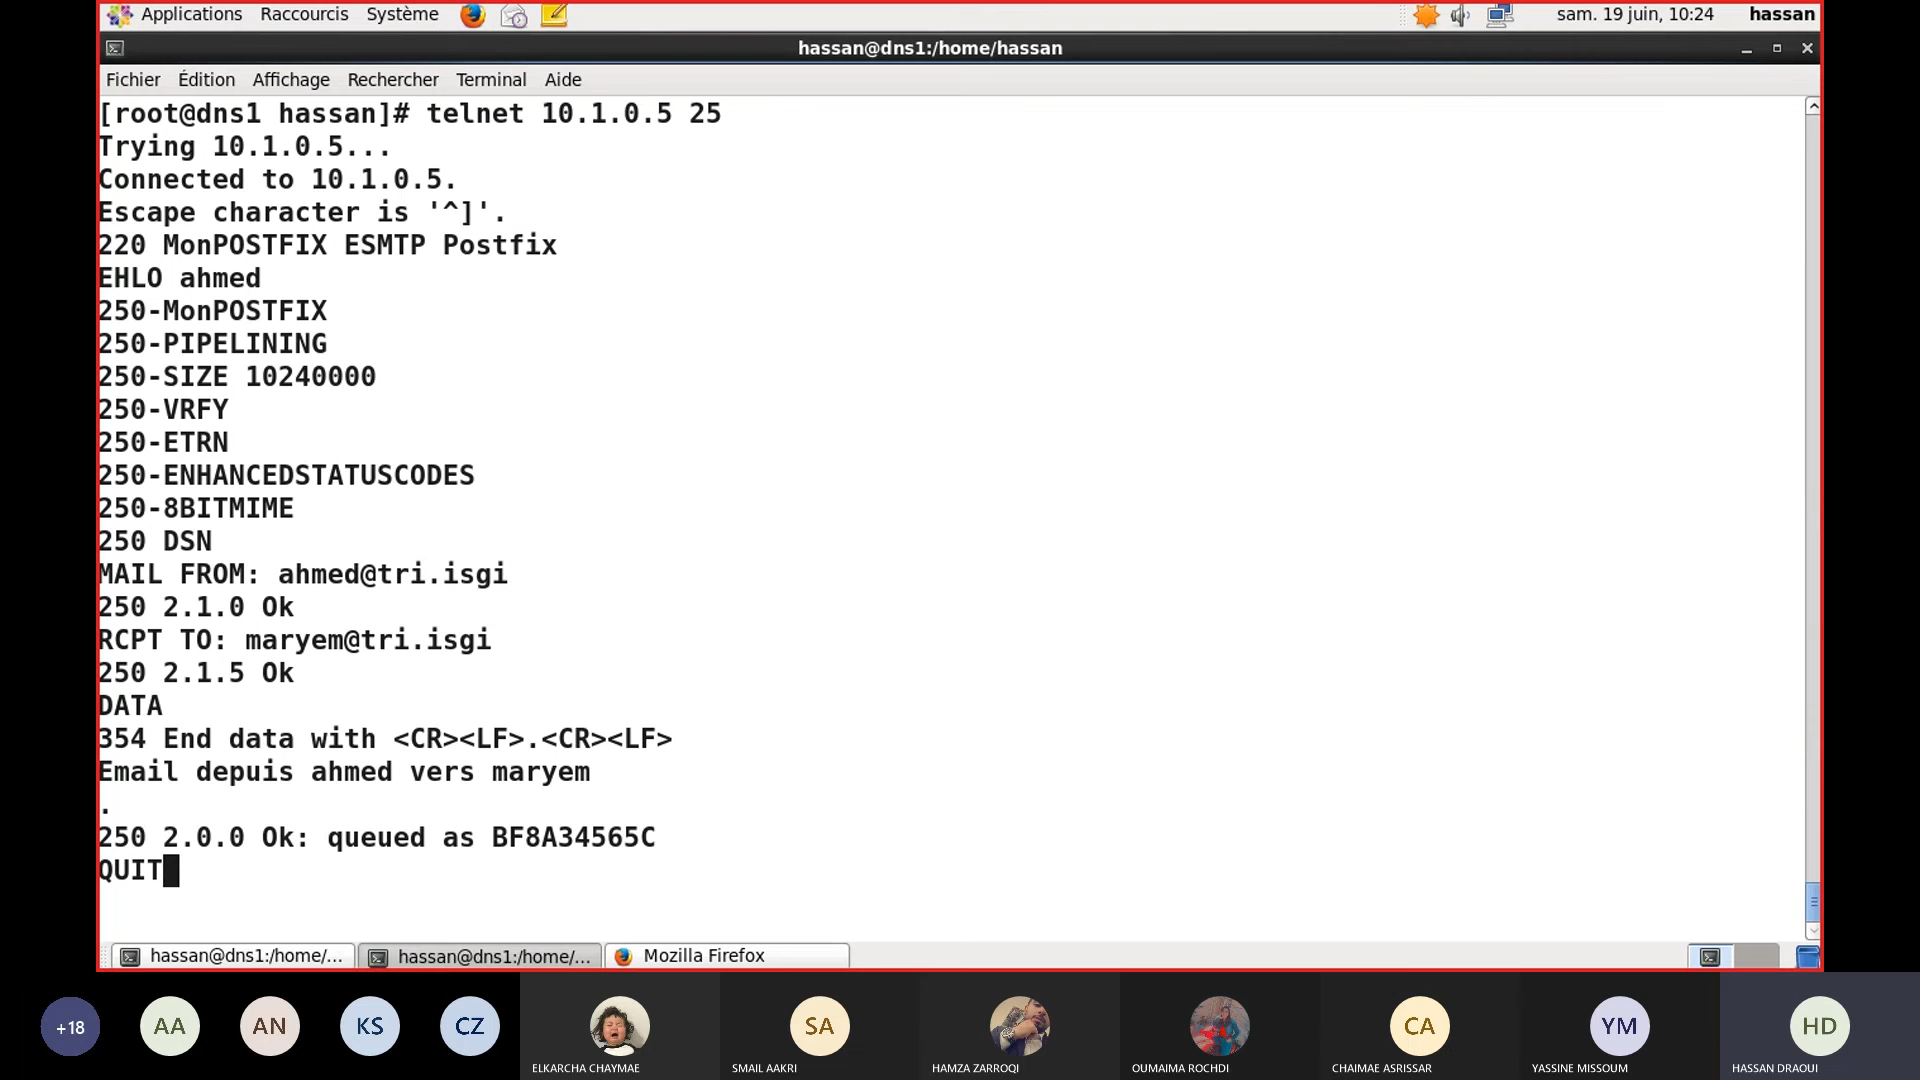 Applications Raccourcis Système sam. 19 juin, 10:24 hassan
hassan@dns1:/home/hassan
Fichier Édition Affichage Rechercher Terminal Aide
[root@dns1 hassan]# telnet 10.1.0.5 25
Trying 10.1.0.5...
Connected to 10.1.0.5.
Escape character is '^]'.
220 MonPOSTFIX ESMTP Postfix
EHLO ahmed
250-MonPOSTFIX
250-PIPELINING
250-SIZE 10240000
250-VRFY
250-ETRN
250-ENHANCEDSTATUSCODES
250-8BITMIME
250 DSN
MAIL FROM: ahmed@tri.isgi
250 2.1.0 Ok
RCPT TO: maryem@tri.isgi
250 2.1.5 Ok
DATA
354 End data with <CR><LF>.<CR><LF>
Email depuis ahmed vers maryem
.
250 2.0.0 Ok: queued as BF8A34565C
QUIT
hassan@dns1:/home/... hassan@dns1:/home/... Mozilla Firefox
+18 AA AN KS CZ SA CA YM HD
ELKARCHA CHAYMAE SMAIL AAKRI HAMZA ZARROQI OUMAIMA ROCHDI CHAIMAE ASRISSAR YASSINE MISSOUM HASSAN DRAOUI